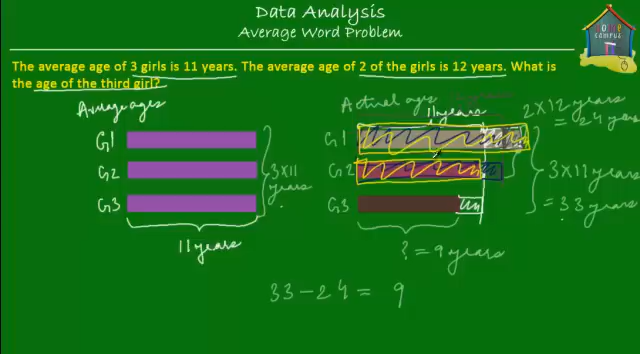 Data Analysis
Average Word Problem
The average age of 3 girls is 11 years. The average age of 2 of the girls is 12 years. What is
the age of the third girl?
Average ages
Actual ages
11 years
2 x 12 years
= 24 years
G1
G2
G3
3 x 11
years
11 years
G1
G2
G3
3 x 11 years
= 33 years
? = 9 years
33 - 24 = 9